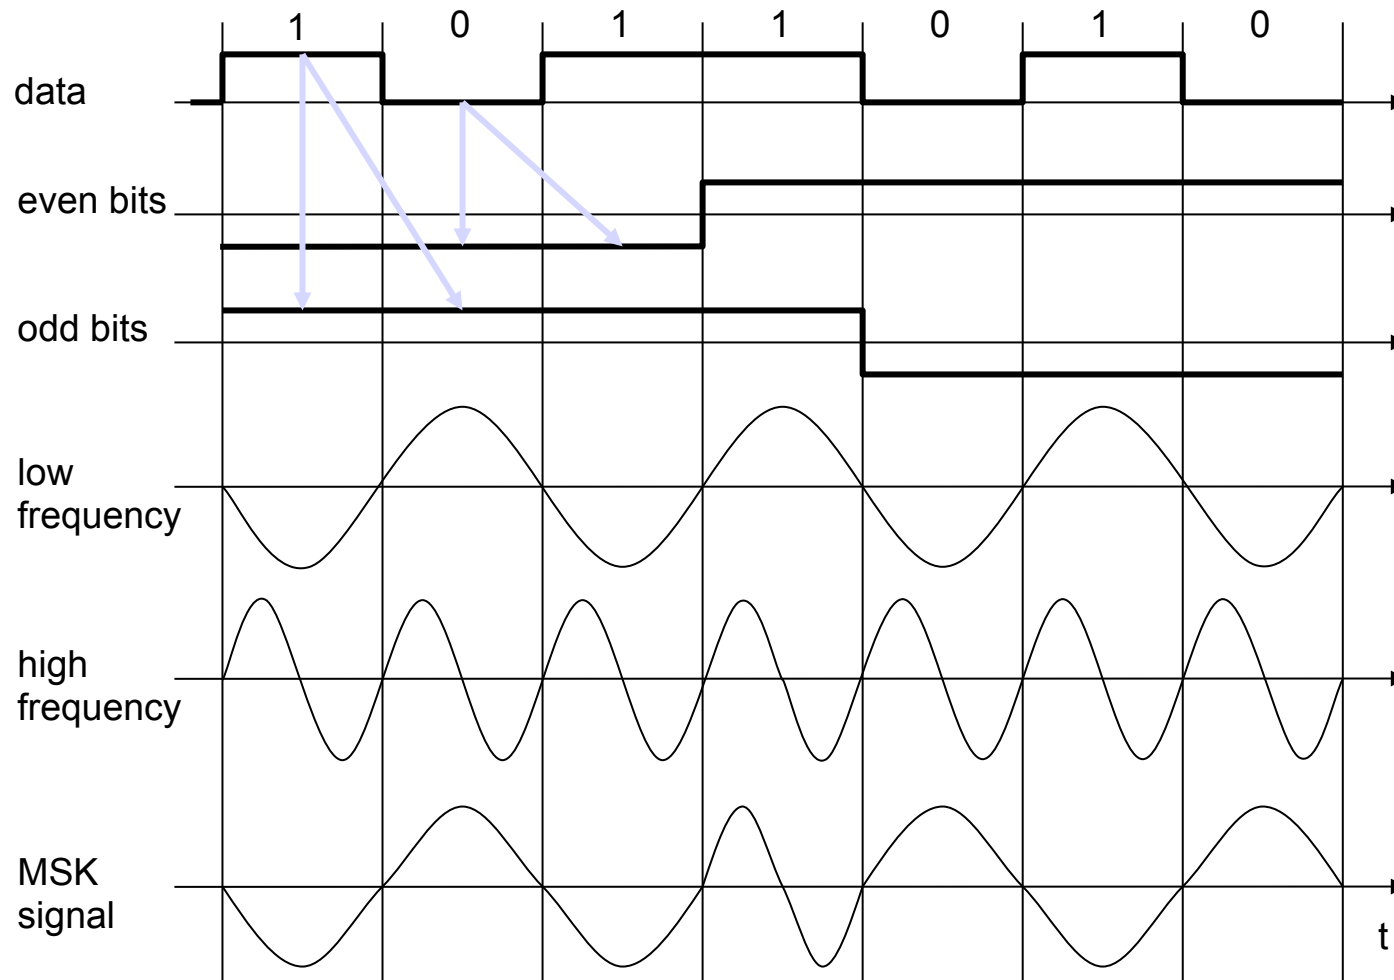 1 0 1 1 0 1 0
data
even bits
odd bits
low
frequency
high
frequency
MSK
signal
t